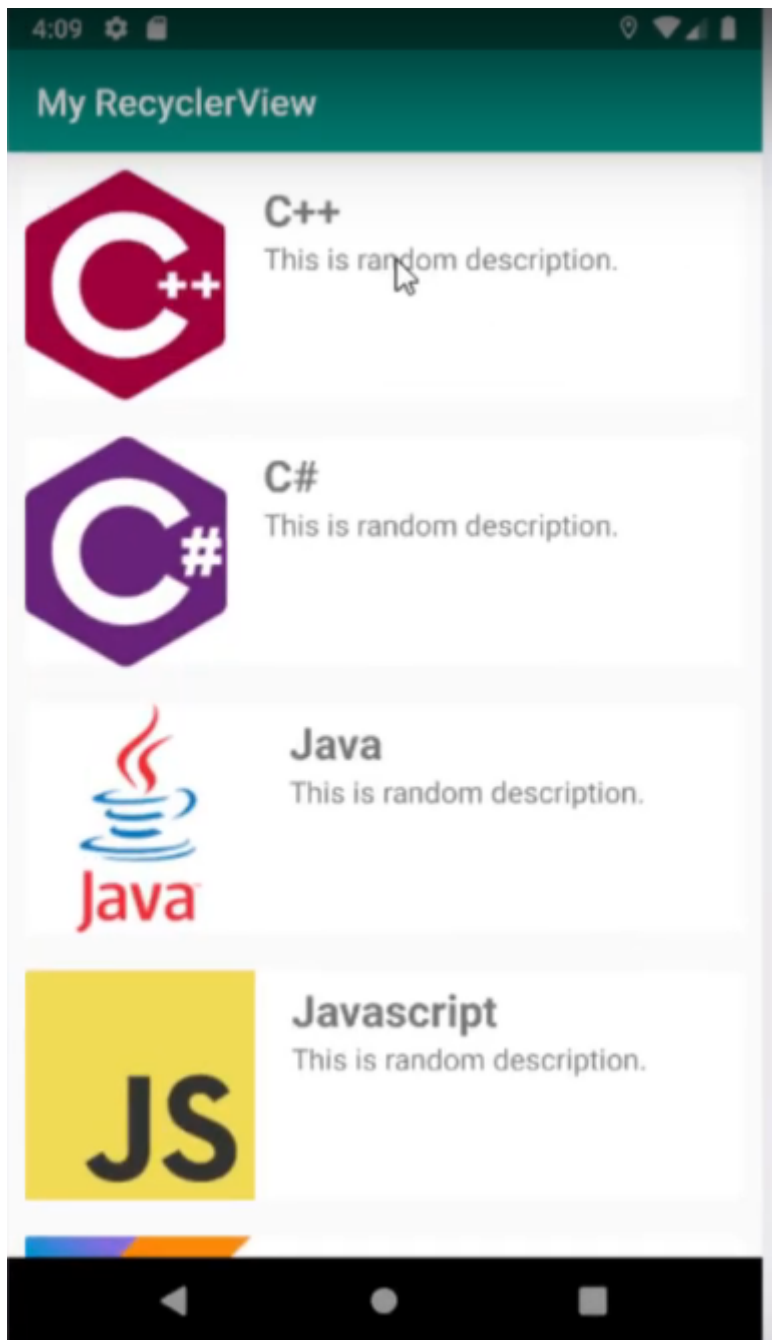 4:09
My RecyclerView
C++
C++
This is random description.
C#
C#
This is random description.
Java
Java
This is random description.
JS
Javascript
This is random description.